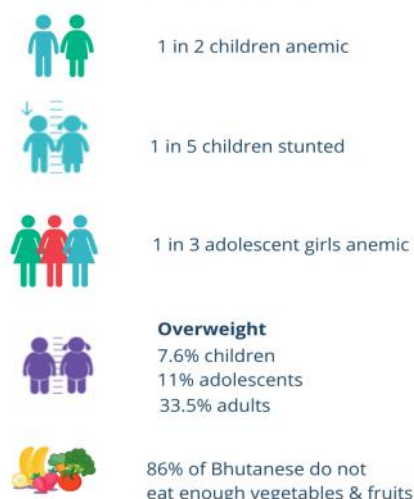 1 in 2 children anemic
1 in 5 children stunted
1 in 3 adolescent girls anemic
Overweight
7.6% children
11% adolescents
33.5% adults
86% of Bhutanese do not
eat enough vegetables & fruits